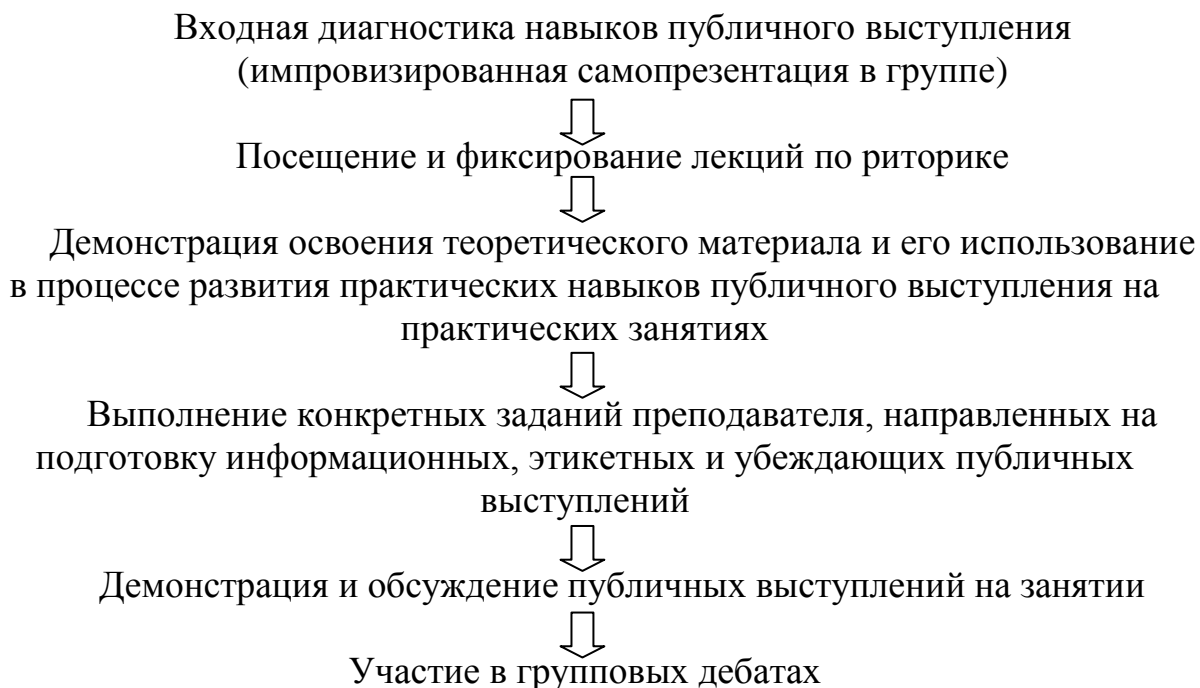 Входная диагностика навыков публичного выступления
(импровизированная самопрезентация в группе)
Посещение и фиксирование лекций по риторике
Демонстрация освоения теоретического материала и его использование
в процессе развития практических навыков публичного выступления на
практических занятиях
Выполнение конкретных заданий преподавателя, направленных на
подготовку информационных, этикетных и убеждающих публичных
выступлений
Демонстрация и обсуждение публичных выступлений на занятии
Участие в групповых дебатах